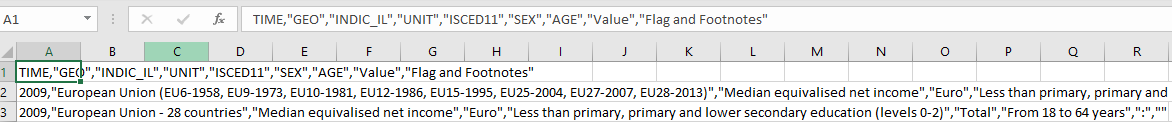 A1
TIME,"GEO","INDIC_IL","UNIT","ISCED11","SEX","AGE","Value","Flag and Footnotes"
A B C D E F G H I J K L M N O P Q R
1 TIME,"GEO","INDIC_IL","UNIT","ISCED11","SEX","AGE","Value","Flag and Footnotes"
2 2009,"European Union (EU6-1958, EU9-1973, EU10-1981, EU12-1986, EU15-1995, EU25-2004, EU27-2007, EU28-2013)","Median equivalised net income","Euro","Less than primary, primary and
3 2009,"European Union - 28 countries","Median equivalised net income","Euro","Less than primary, primary and lower secondary education (levels 0-2)","Total","From 18 to 64 years",":",""